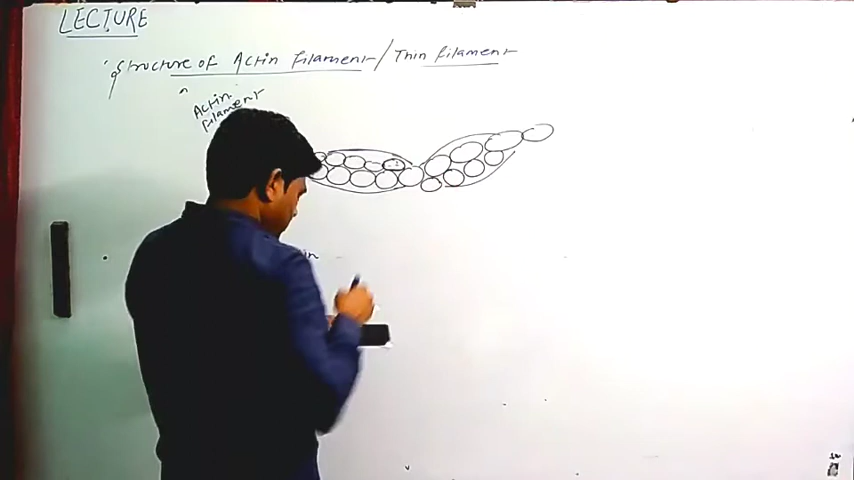 LECTURE
Structure of Actin filament/Thin filament
Actin
filament